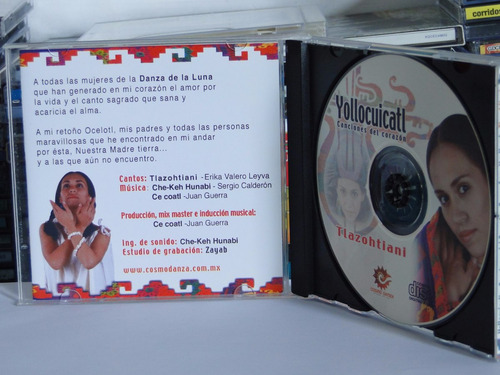 A todas las mujeres de la Danza de la Luna
que han generado en mi corazón el amor por
la vida y el canto sagrado que sana y
acaricia el alma.
A mi retoño Ocelotl, mis padres y todas las personas
maravillosas que he encontrado en mi andar
por ésta, Nuestra Madre tierra...
y a las que aún no encuentro.
Cantos: Tlazohtiani -Erika Valero Leyva
Música: Che-Keh Hunabi - Sergio Calderón
Ce coatl -Juan Guerra
Producción, mix master e inducción musical:
Ce coatl -Juan Guerra
Ing. de sonido: Che-Keh Hunabi
Estudio de grabación: Zayab
www.cosmodanza.com.mx
Yollocuicatl
Canciones del corazón
Tlazohtiani
corridos